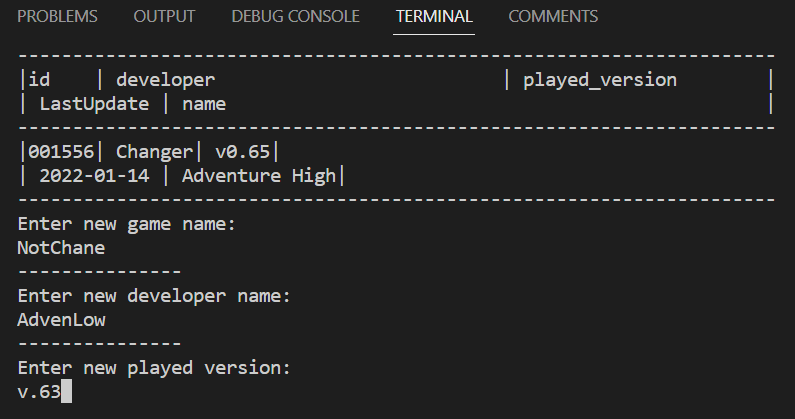 PROBLEMS OUTPUT DEBUG CONSOLE TERMINAL COMMENTS
---------------------------------------------------------------------
|id    | developer                          | played_version        |
| LastUpdate | name                                                 |
---------------------------------------------------------------------
|001556| Changer| v0.65|
| 2022-01-14 | Adventure High|
---------------------------------------------------------------------
Enter new game name:
NotChane
---------------
Enter new developer name:
AdvenLow
---------------
Enter new played version:
v.63